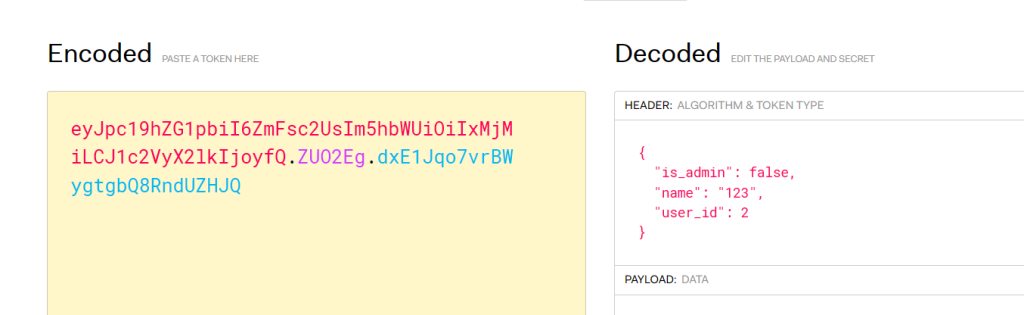 Encoded PASTE A TOKEN HERE
eyJpc19hZG1pbiI6ZmFsc2UsIm5hbWUiOiIxMjM
iLCJ1c2VyX2lkIjoyfQ.ZUO2Eg.dxE1Jqo7vrBW
ygtgbQ8RndUZHJQ
Decoded EDIT THE PAYLOAD AND SECRET
HEADER: ALGORITHM & TOKEN TYPE
{
"is_admin": false,
"name": "123",
"user_id": 2
}
PAYLOAD: DATA